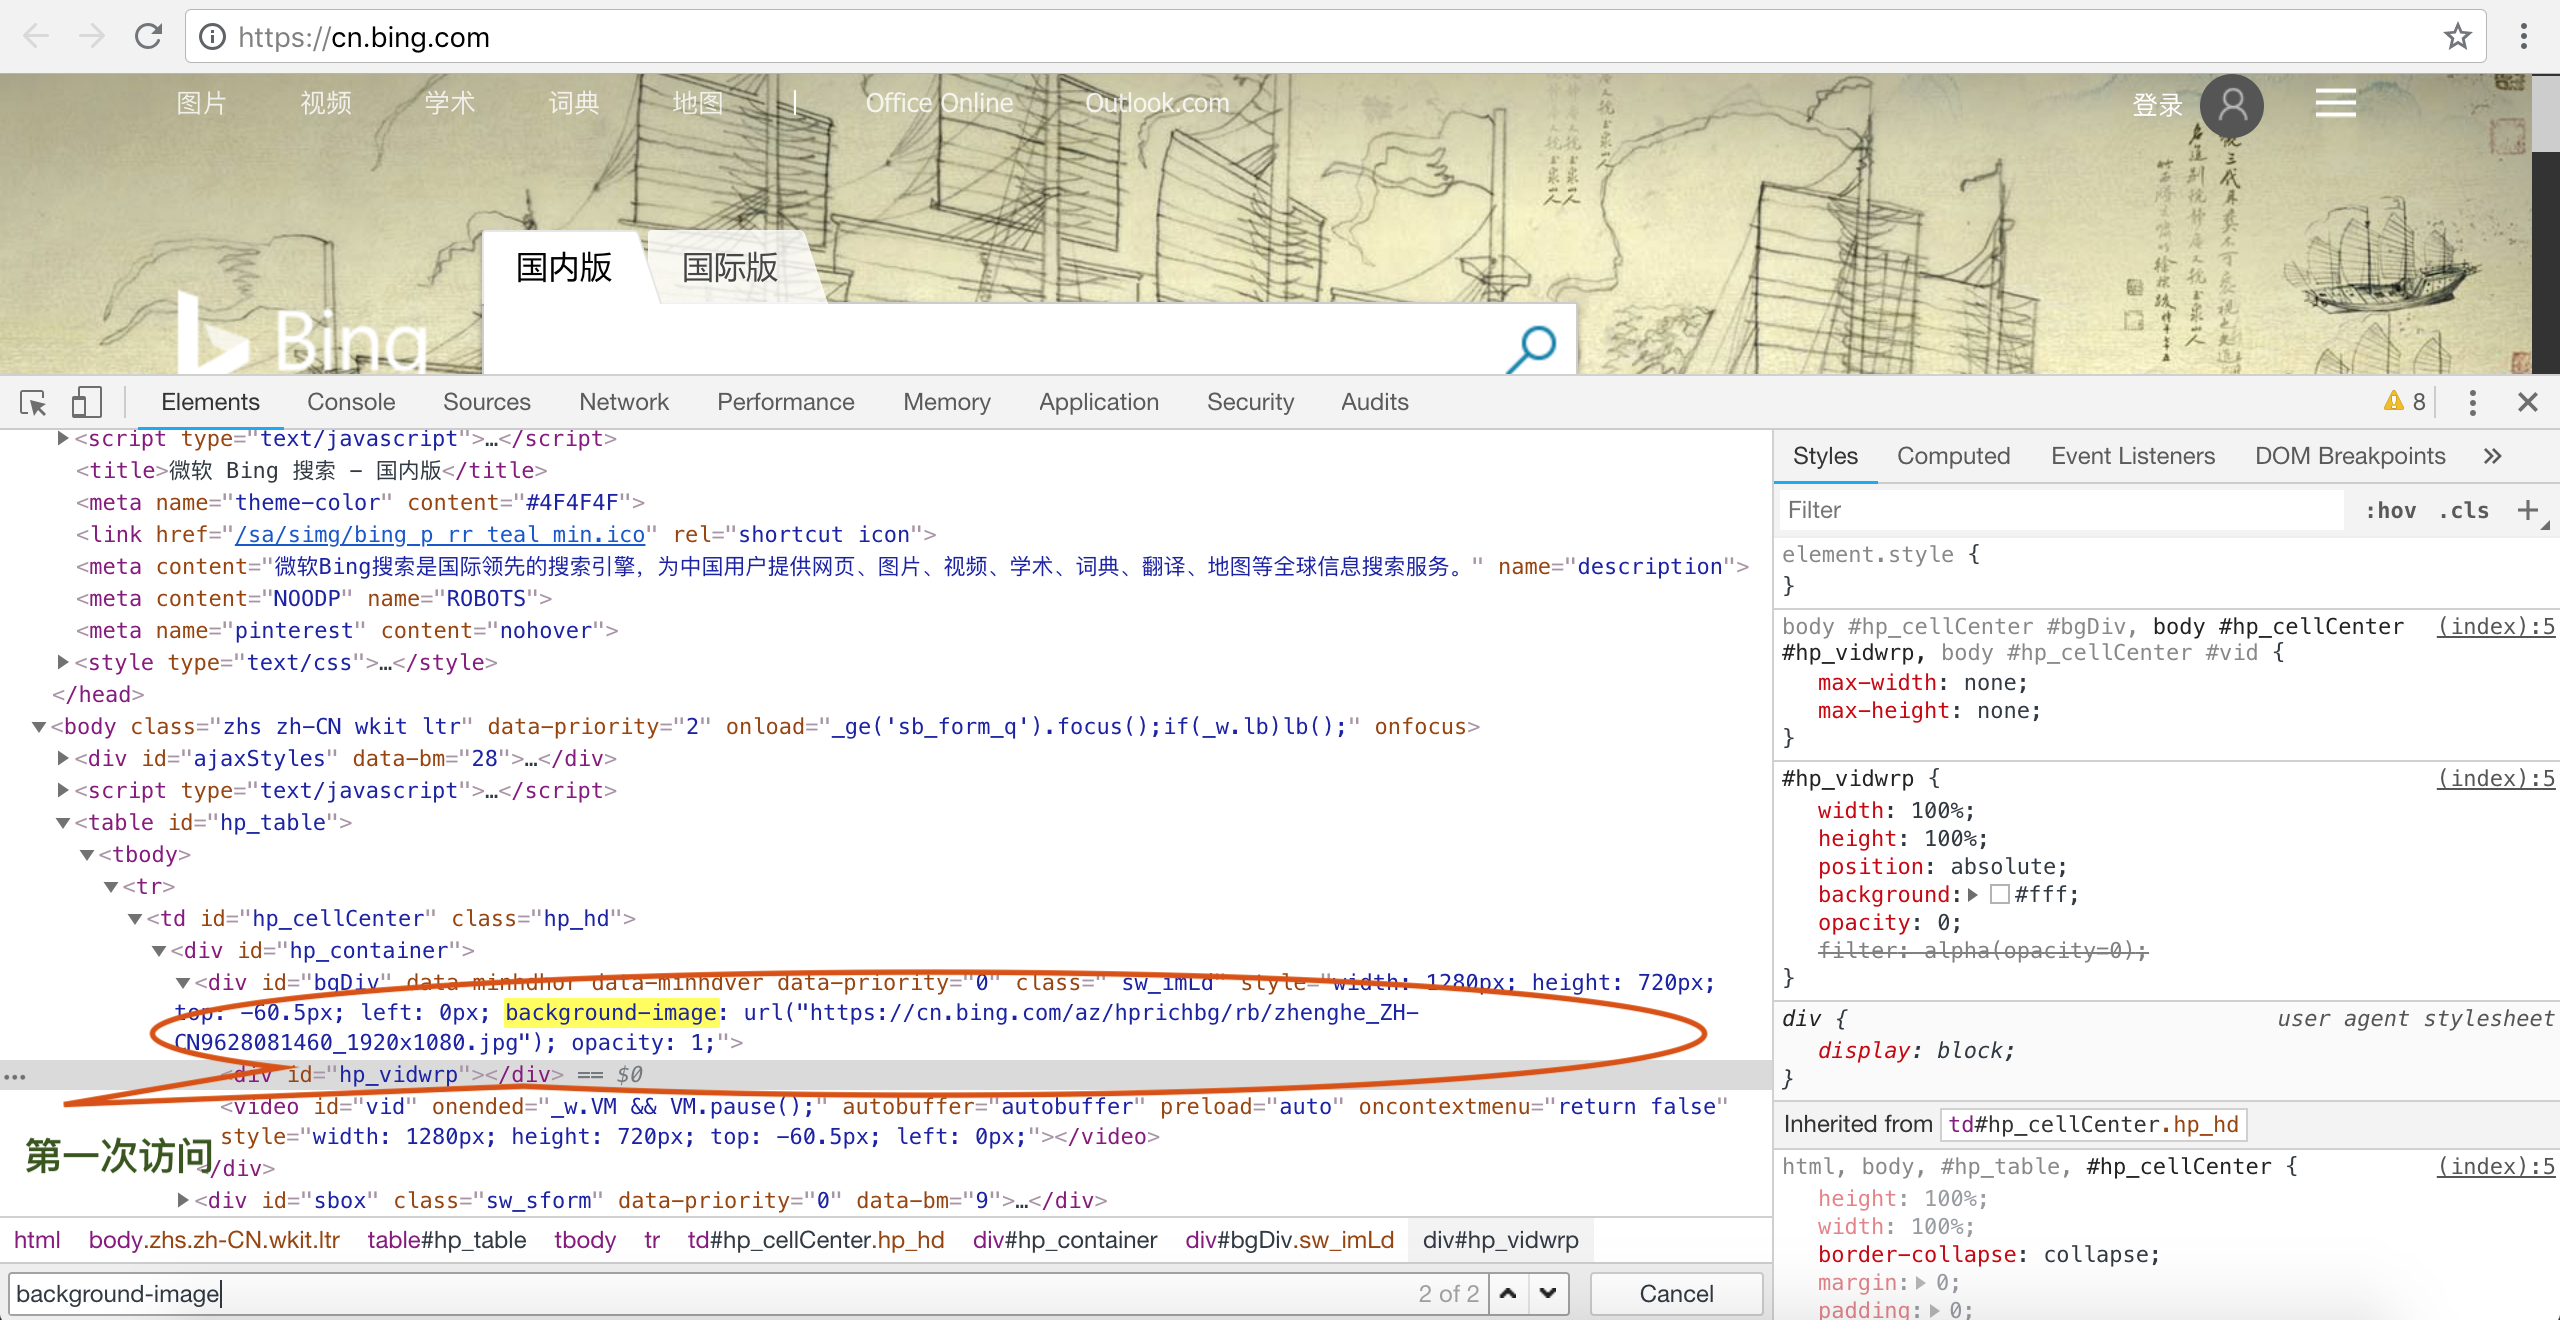 https://cn.bing.com
图片 视频 学术 词典 地图 | Office Online Outlook.com 登录
国内版 国际版
Bing
Elements Console Sources Network Performance Memory Application Security Audits 8
<script type="text/javascript">…</script>
<title>微软 Bing 搜索 - 国内版</title>
<meta name="theme-color" content="#4F4F4F">
<link href="/sa/simg/bing_p_rr_teal_min.ico" rel="shortcut icon">
<meta content="微软Bing搜索是国际领先的搜索引擎，为中国用户提供网页、图片、视频、学术、词典、翻译、地图等全球信息搜索服务。" name="description">
<meta content="NOODP" name="ROBOTS">
<meta name="pinterest" content="nohover">
<style type="text/css">…</style>
</head>
<body class="zhs zh-CN wkit ltr" data-priority="2" onload="_ge('sb_form_q').focus();if(_w.lb)lb();" onfocus>
<div id="ajaxStyles" data-bm="28">…</div>
<script type="text/javascript">…</script>
<table id="hp_table">
<tbody>
<tr>
<td id="hp_cellCenter" class="hp_hd">
<div id="hp_container">
<div id="bgDiv" data-minhdhor data-minhdver data-priority="0" class=" sw_imLd" style="width: 1280px; height: 720px;
top: -60.5px; left: 0px; background-image: url("https://cn.bing.com/az/hprichbg/rb/zhenghe_ZH-
CN9628081460_1920x1080.jpg"); opacity: 1;">
<div id="hp_vidwrp"></div> == $0
<video id="vid" onended="_w.VM && VM.pause();" autobuffer="autobuffer" preload="auto" oncontextmenu="return false"
style="width: 1280px; height: 720px; top: -60.5px; left: 0px;"></video>
第一次访问
</div>
<div id="sbox" class="sw_sform" data-priority="0" data-bm="9">…</div>
html body.zhs.zh-CN.wkit.ltr table#hp_table tbody tr td#hp_cellCenter.hp_hd div#hp_container div#bgDiv.sw_imLd div#hp_vidwrp
background-image 2 of 2 Cancel
Styles Computed Event Listeners DOM Breakpoints »
Filter :hov .cls +
element.style {
}
body #hp_cellCenter #bgDiv, body #hp_cellCenter (index):5
#hp_vidwrp, body #hp_cellCenter #vid {
max-width: none;
max-height: none;
}
#hp_vidwrp { (index):5
width: 100%;
height: 100%;
position: absolute;
background: #fff;
opacity: 0;
filter: alpha(opacity=0);
}
div { user agent stylesheet
display: block;
}
Inherited from td#hp_cellCenter.hp_hd
html, body, #hp_table, #hp_cellCenter { (index):5
height: 100%;
width: 100%;
border-collapse: collapse;
margin: 0;
padding: 0;